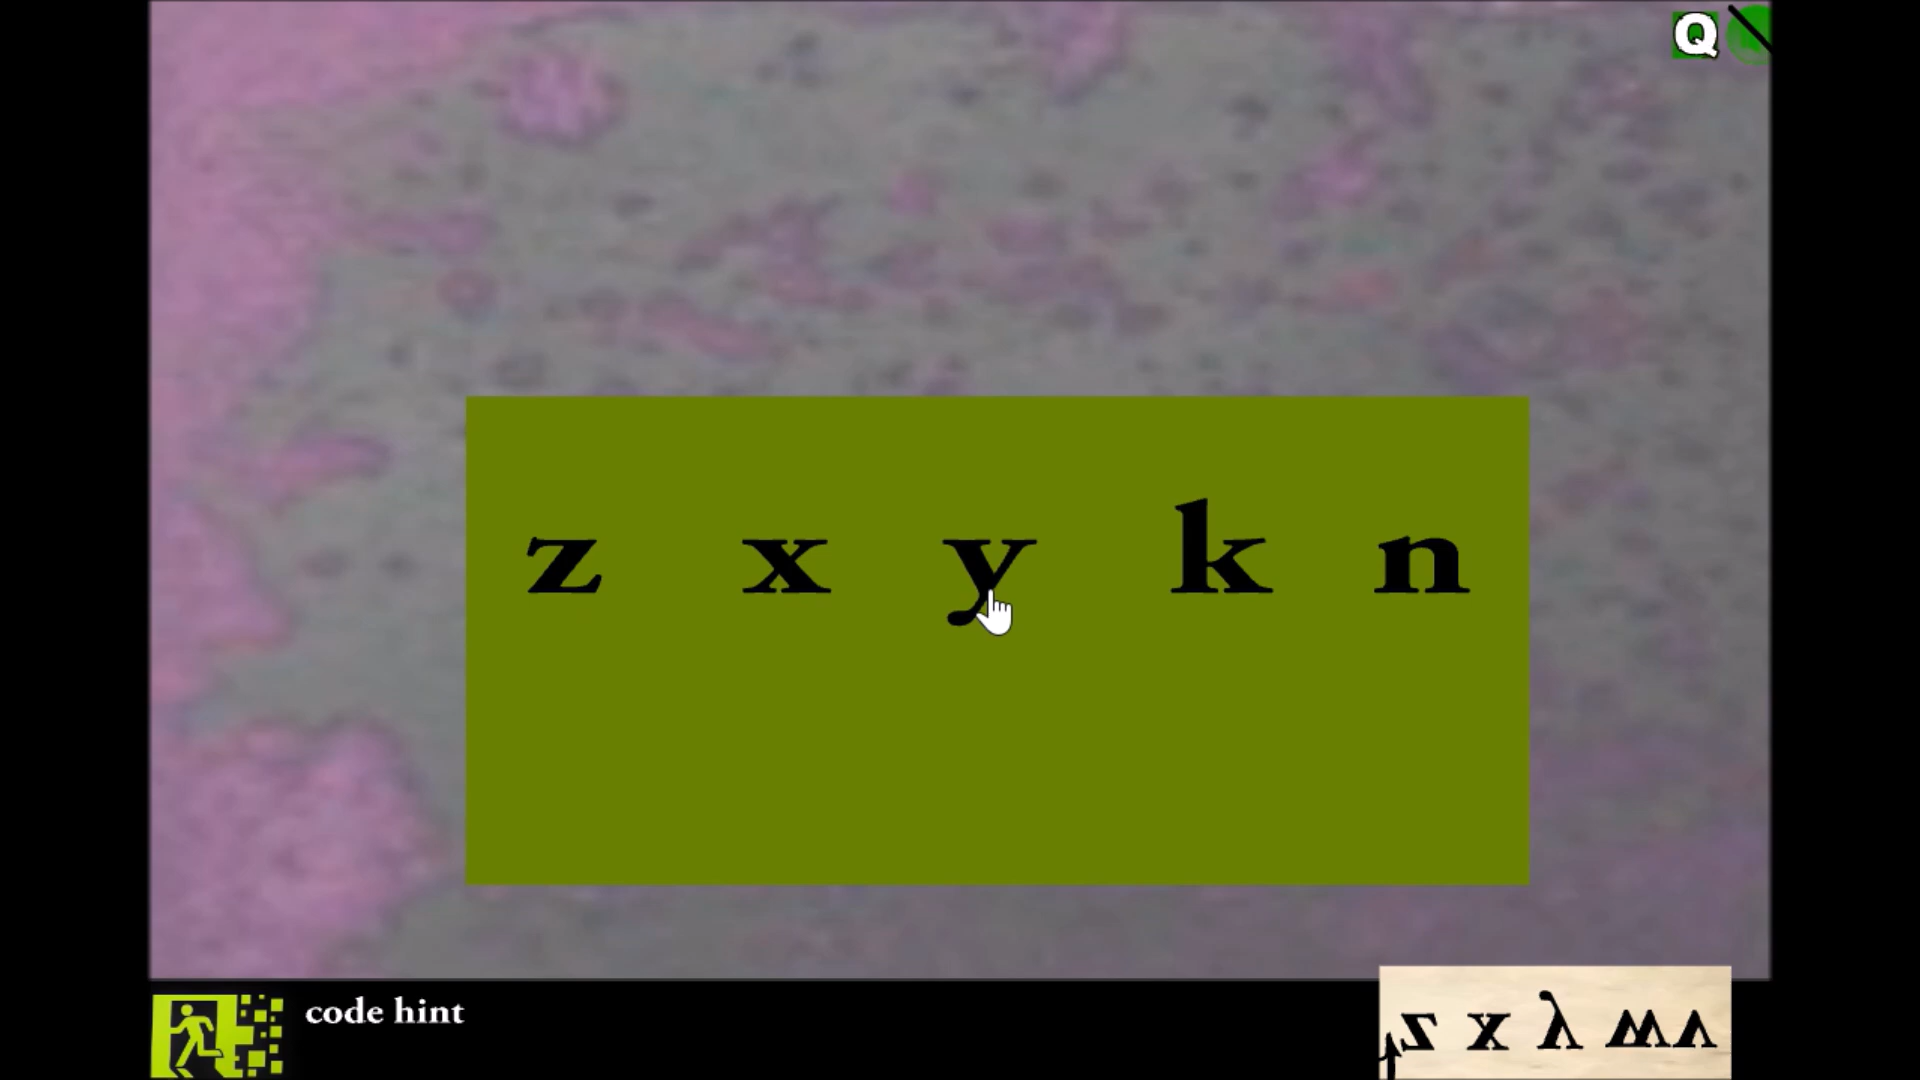 Q
z x y k n
code hint
z x y w v